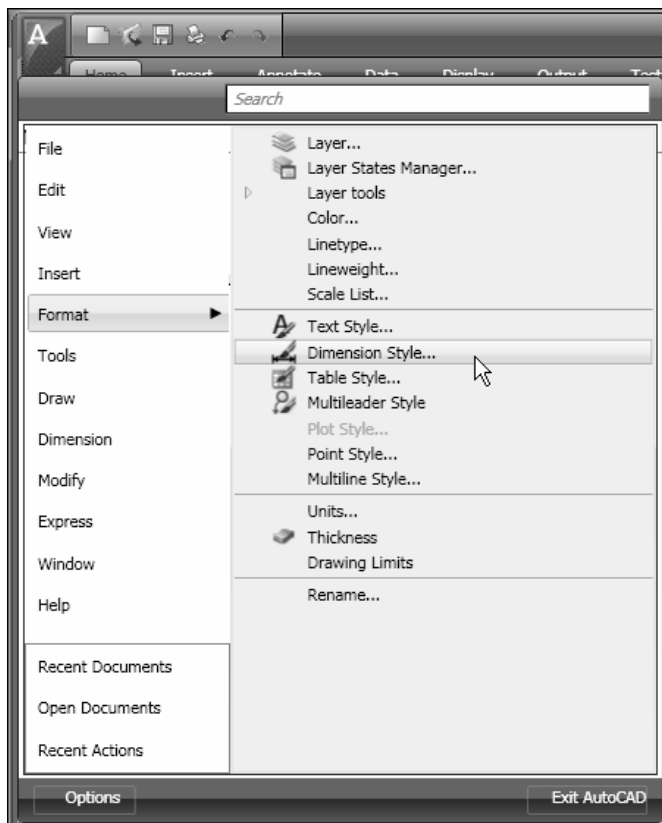 A
Home Insert Annotate Data Display Output
Search
File
Edit
View
Insert
Format
Tools
Draw
Dimension
Modify
Express
Window
Help
Recent Documents
Open Documents
Recent Actions
Layer...
Layer States Manager...
Layer tools
Color...
Linetype...
Lineweight...
Scale List...
Text Style...
Dimension Style...
Table Style...
Multileader Style
Plot Style...
Point Style...
Multiline Style...
Units...
Thickness
Drawing Limits
Rename...
Options
Exit AutoCAD